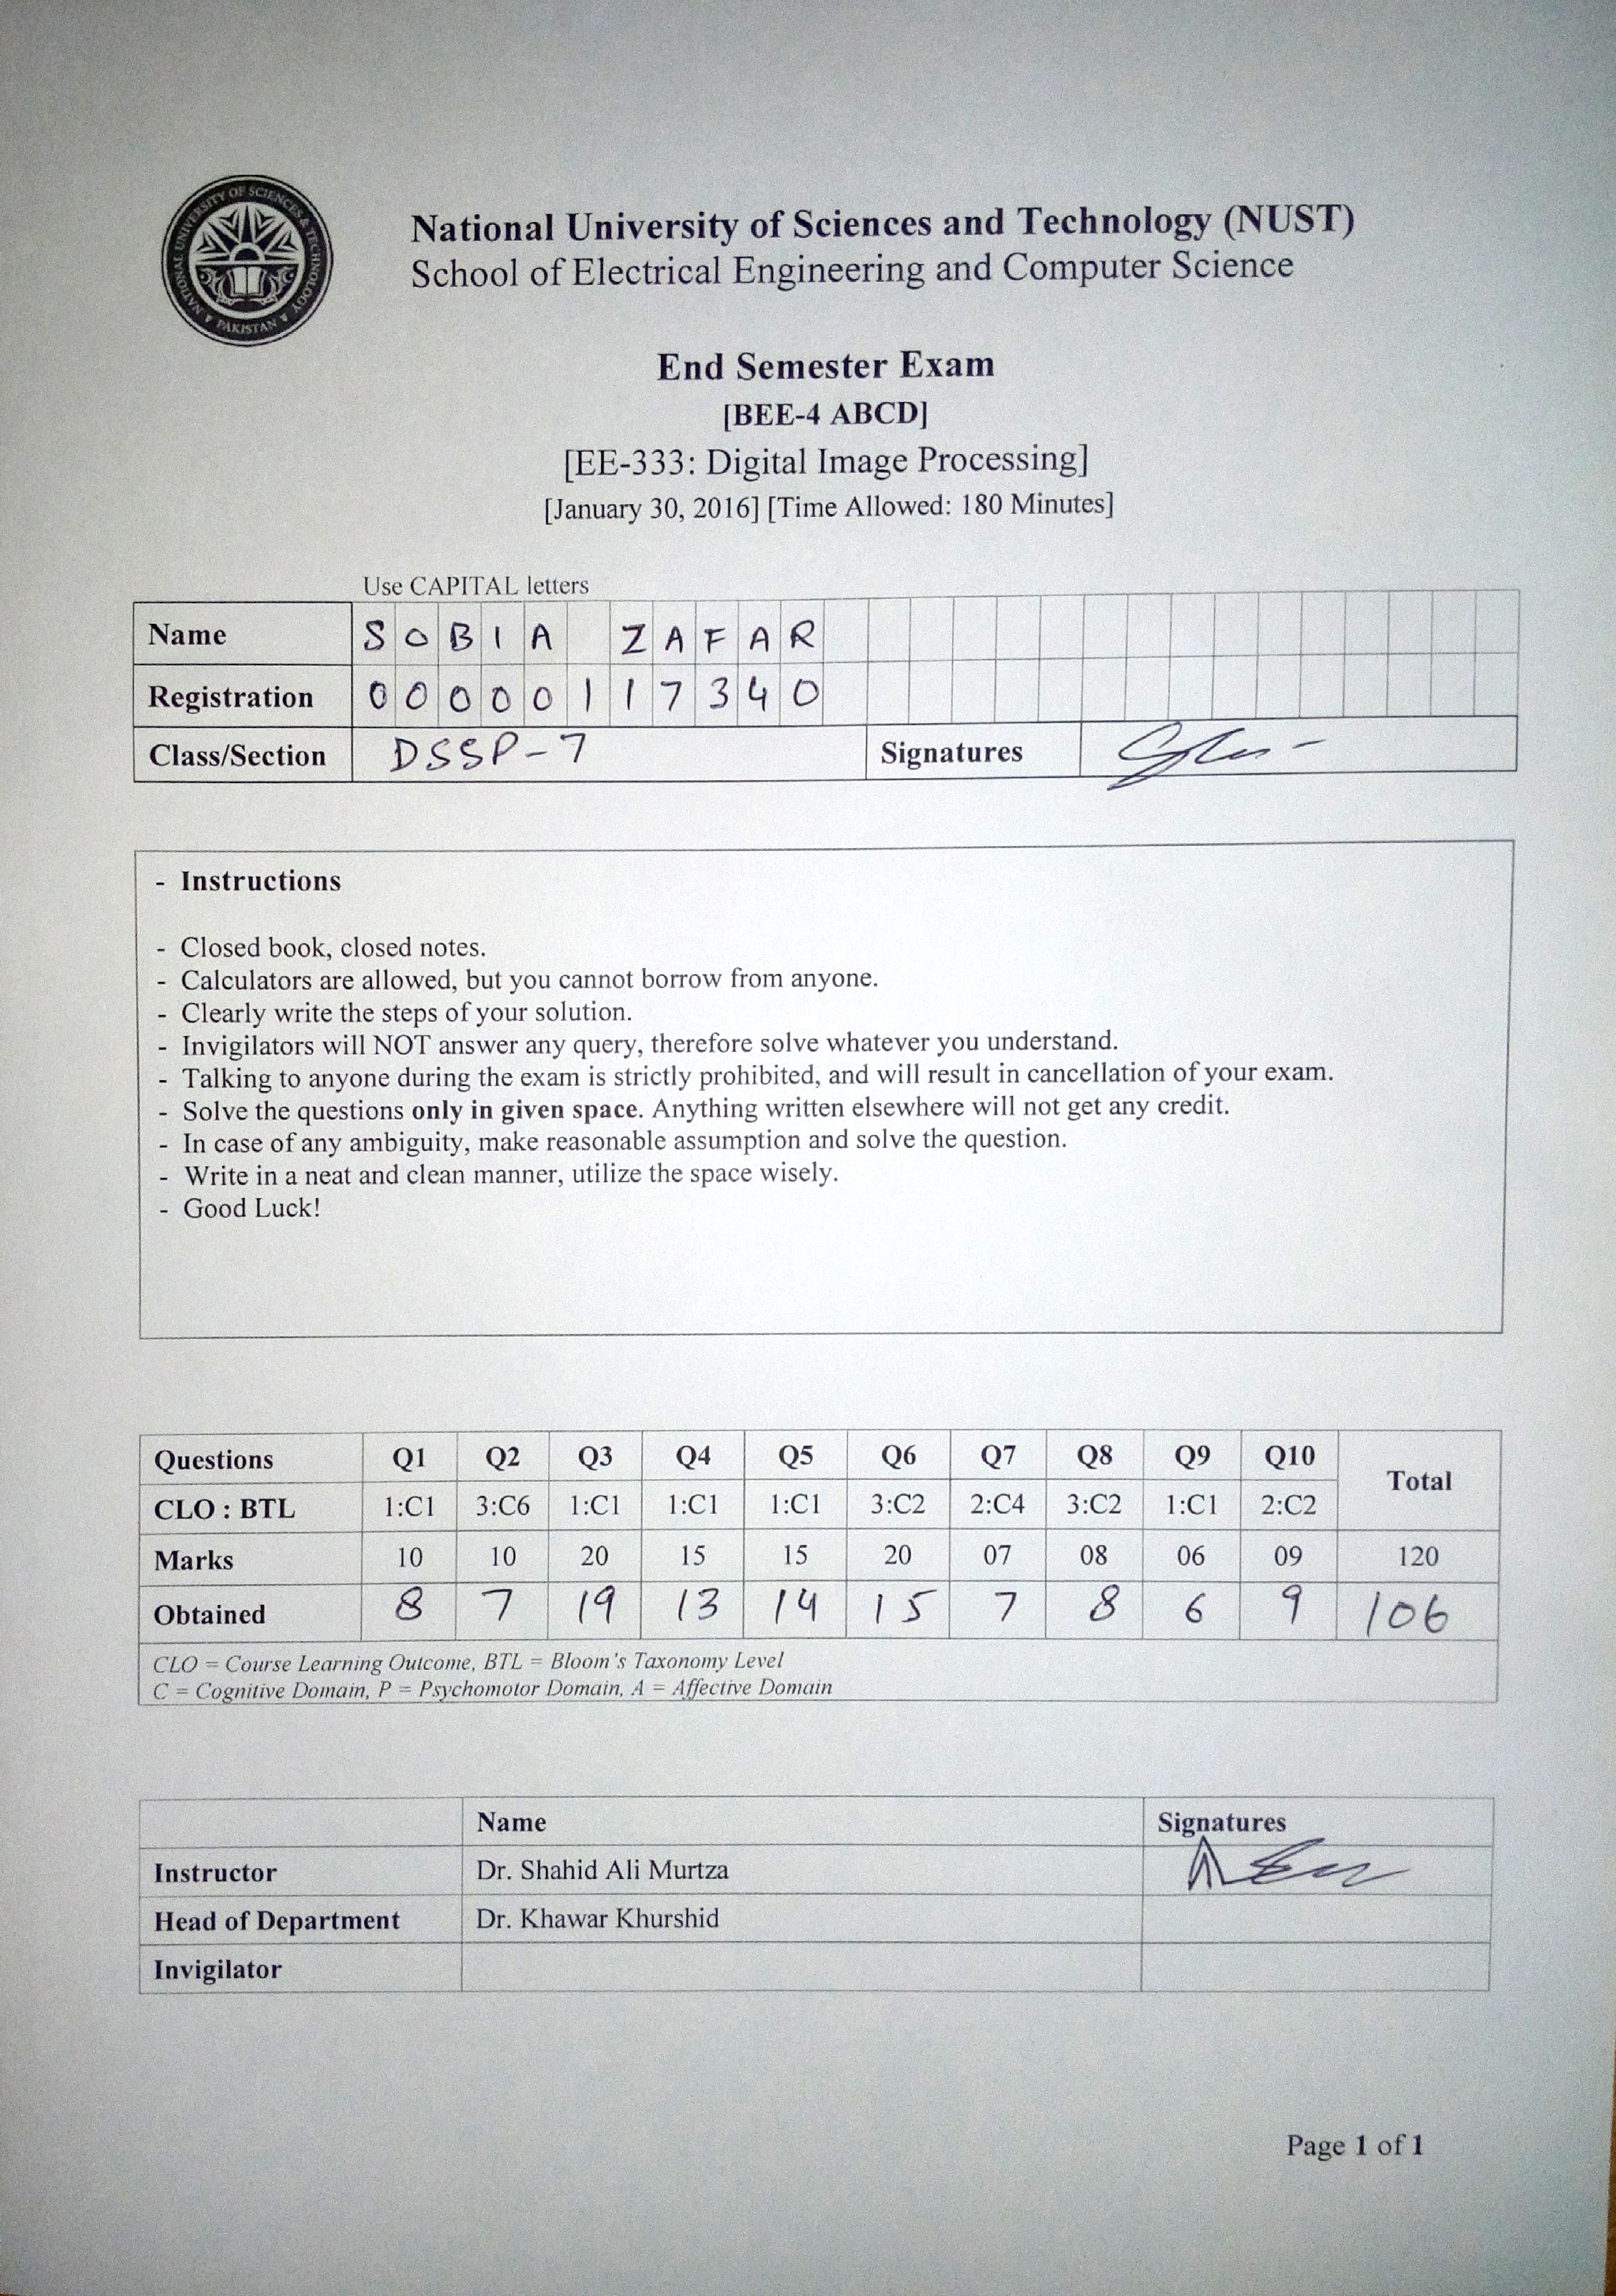 NATIONAL UNIVERSITY OF SCIENCES & TECHNOLOGY
PAKISTAN
National University of Sciences and Technology (NUST)
School of Electrical Engineering and Computer Science
End Semester Exam
[BEE-4 ABCD]
[EE-333: Digital Image Processing]
[January 30, 2016] [Time Allowed: 180 Minutes]
Use CAPITAL letters
Name SOBIA ZAFAR
Registration 00000117340
Class/Section DSSP-7 Signatures
- Instructions
- Closed book, closed notes.
- Calculators are allowed, but you cannot borrow from anyone.
- Clearly write the steps of your solution.
- Invigilators will NOT answer any query, therefore solve whatever you understand.
- Talking to anyone during the exam is strictly prohibited, and will result in cancellation of your exam.
- Solve the questions only in given space. Anything written elsewhere will not get any credit.
- In case of any ambiguity, make reasonable assumption and solve the question.
- Write in a neat and clean manner, utilize the space wisely.
- Good Luck!
Questions Q1 Q2 Q3 Q4 Q5 Q6 Q7 Q8 Q9 Q10 Total
CLO : BTL 1:C1 3:C6 1:C1 1:C1 1:C1 3:C2 2:C4 3:C2 1:C1 2:C2
Marks 10 10 20 15 15 20 07 08 06 09 120
Obtained 8 7 19 13 14 15 7 8 6 9 106
CLO = Course Learning Outcome, BTL = Bloom's Taxonomy Level
C = Cognitive Domain, P = Psychomotor Domain, A = Affective Domain
Name Signatures
Instructor Dr. Shahid Ali Murtza
Head of Department Dr. Khawar Khurshid
Invigilator
Page 1 of 1